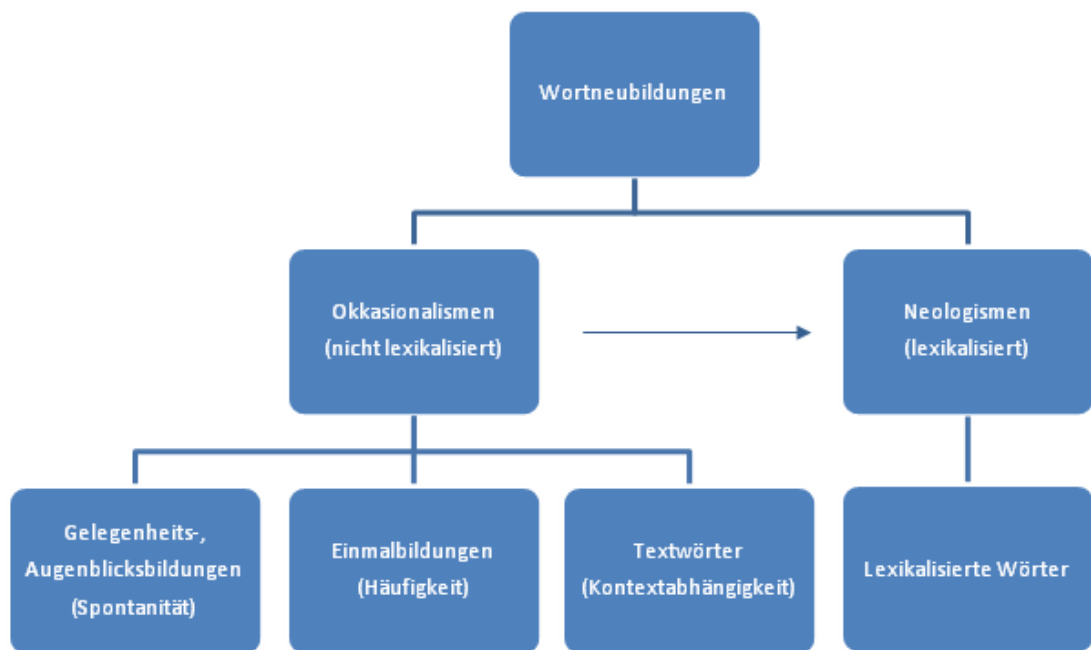 Wortneubildungen
Okkasionalismen
(nicht lexikalisiert)
Neologismen
(lexikalisiert)
Gelegenheits-,
Augenblicksbildungen
(Spontanität)
Einmalbildungen
(Häufigkeit)
Textwörter
(Kontextabhängigkeit)
Lexikalisierte Wörter